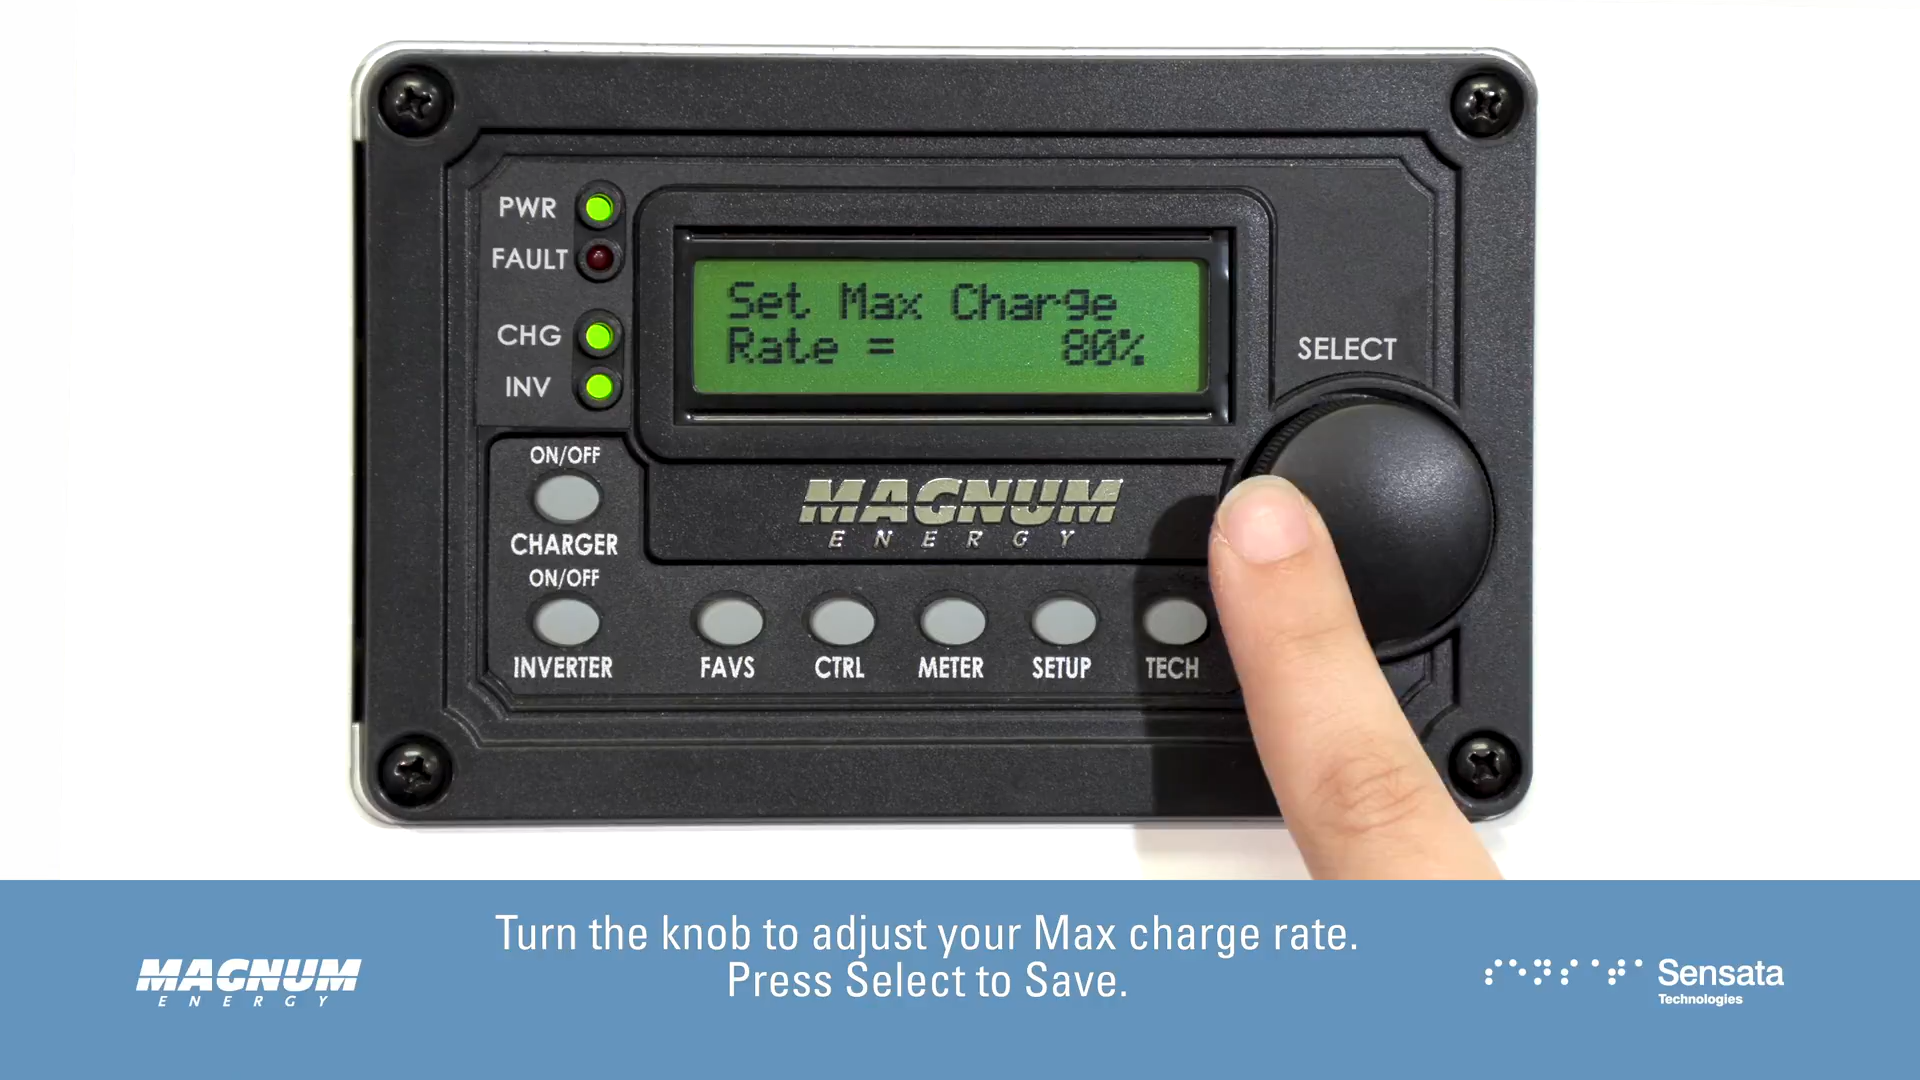 PWR
FAULT
CHG
INV
Set Max Charge
Rate = 80%
SELECT
ON/OFF
CHARGER
ON/OFF
INVERTER
MAGNUM
ENERGY
FAVS
CTRL
METER
SETUP
TECH
Turn the knob to adjust your Max charge rate.
Press Select to Save.
MAGNUM
ENERGY
Sensata
Technologies